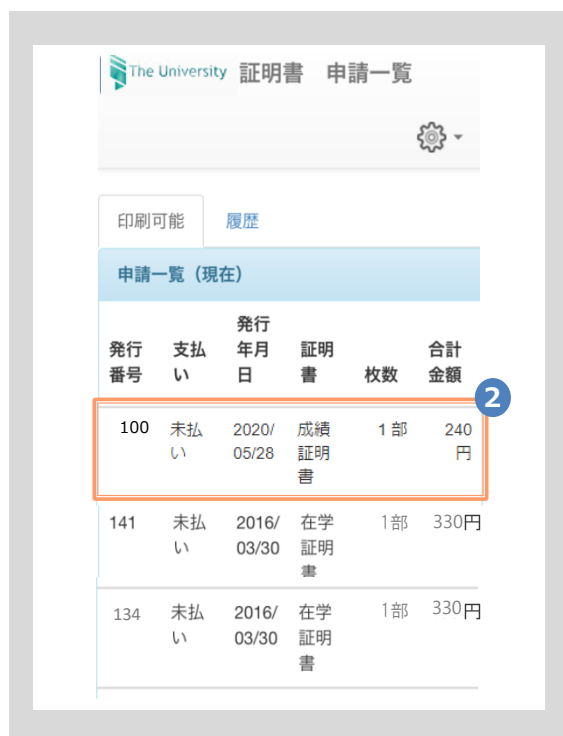 The University 証明書 申請一覧
印刷可能 履歴
申請一覧（現在）
発行番号 支払い 発行年月日 証明書 枚数 合計金額
2
100 未払い 2020/05/28 成績証明書 1部 240円
141 未払い 2016/03/30 在学証明書 1部 330円
134 未払い 2016/03/30 在学証明書 1部 330円